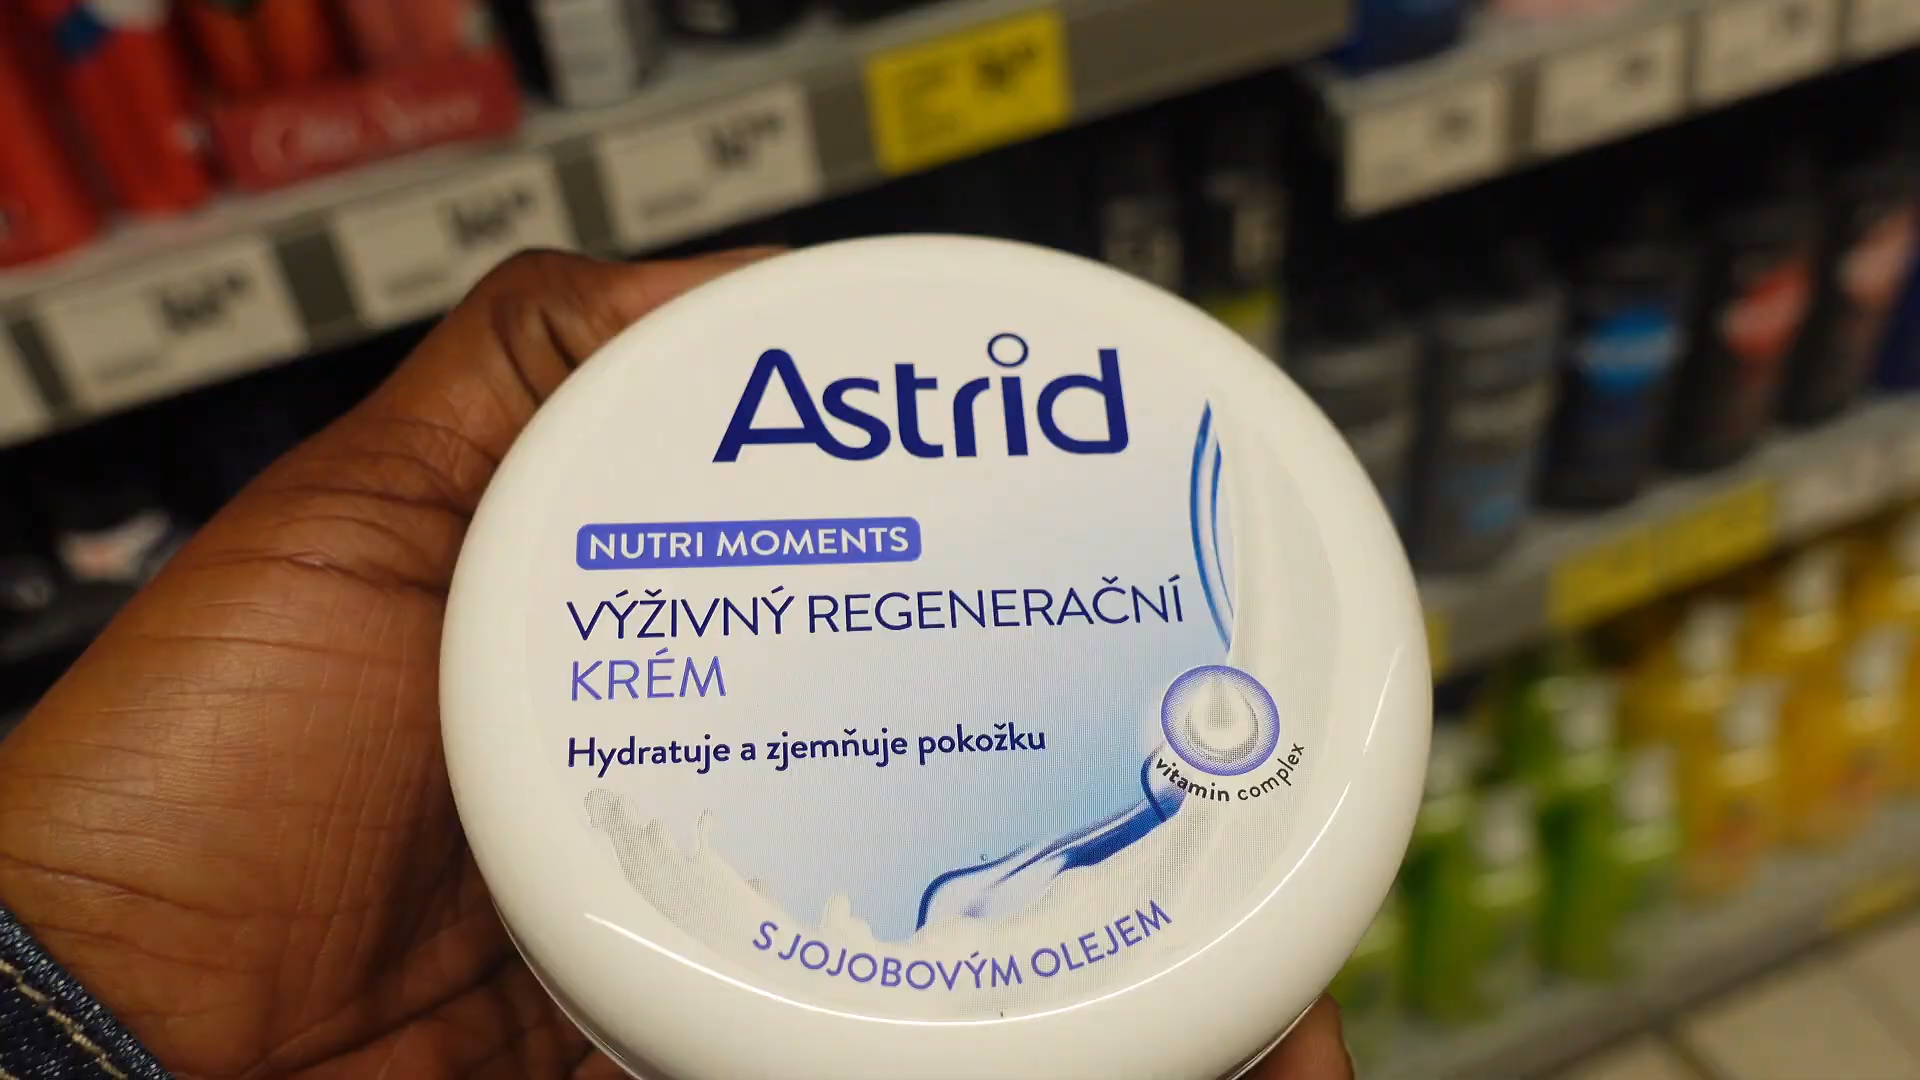 Astrid
NUTRI MOMENTS
VÝŽIVNÝ REGENERAČNÍ
KRÉM
Hydratuje a zjemňuje pokožku
vitamin complex
S JOJOBOVÝM OLEJEM